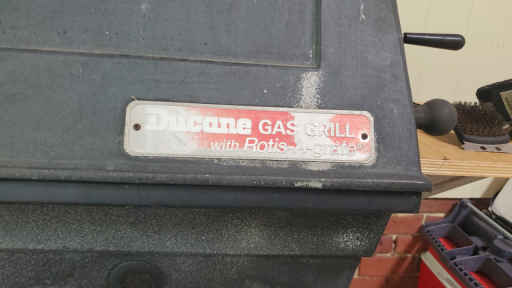 Ducane GAS GRILL
with Rotis-A-Grate